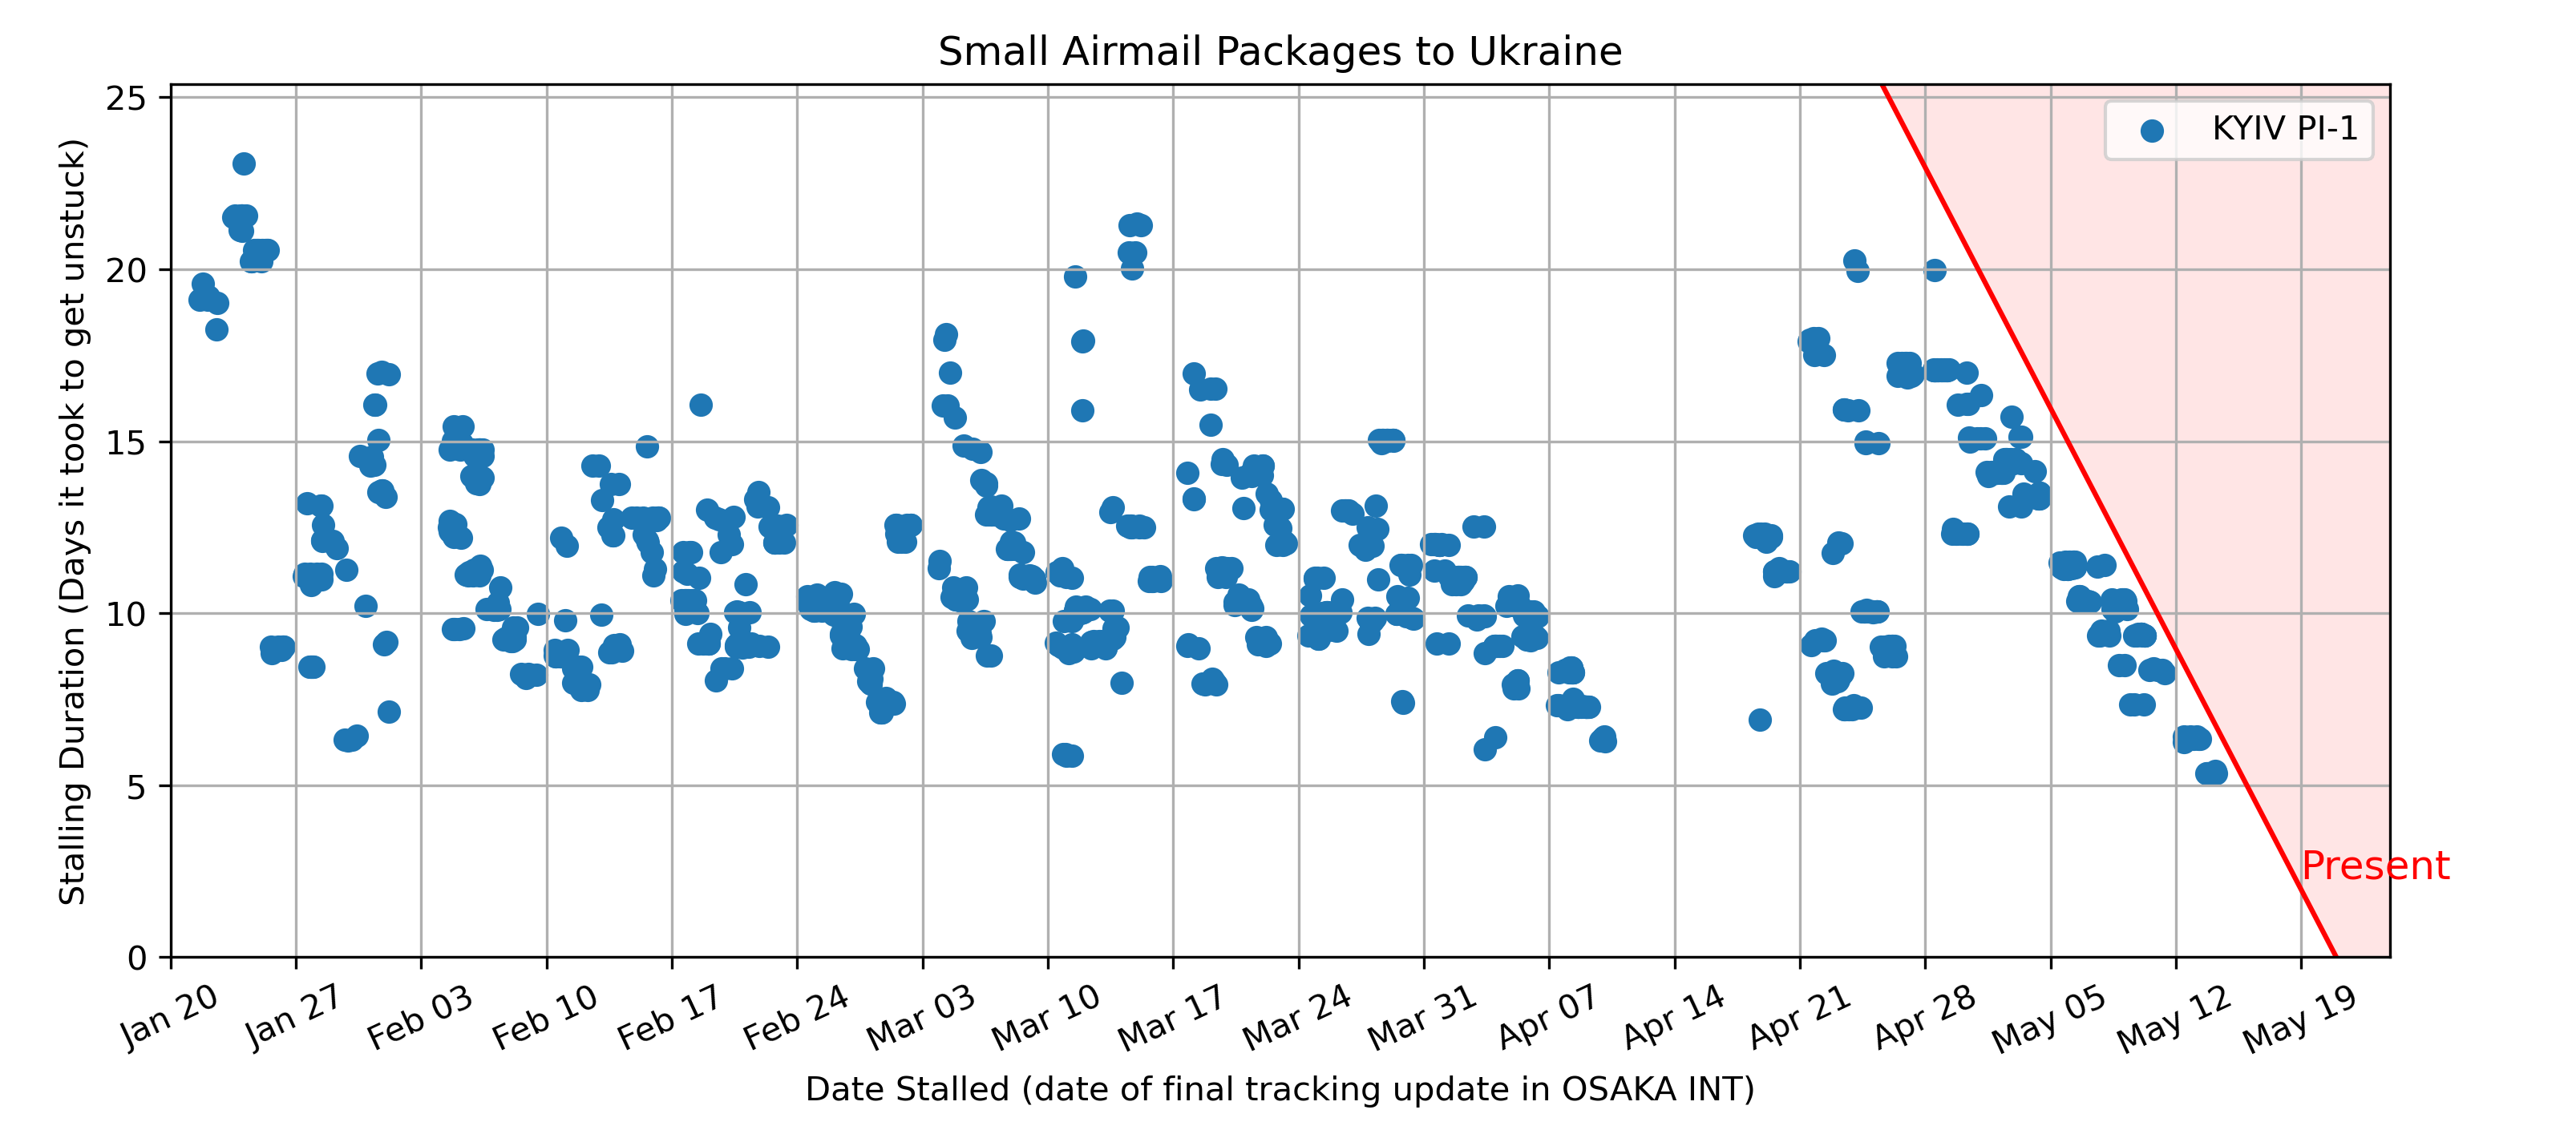 Small Airmail Packages to Ukraine
25
20
15
10
5
0
Stalling Duration (Days it took to get unstuck)
KYIV PI-1
Present
Jan 20
Jan 27
Feb 03
Feb 10
Feb 17
Feb 24
Mar 03
Mar 10
Mar 17
Mar 24
Mar 31
Apr 07
Apr 14
Apr 21
Apr 28
May 05
May 12
May 19
Date Stalled (date of final tracking update in OSAKA INT)